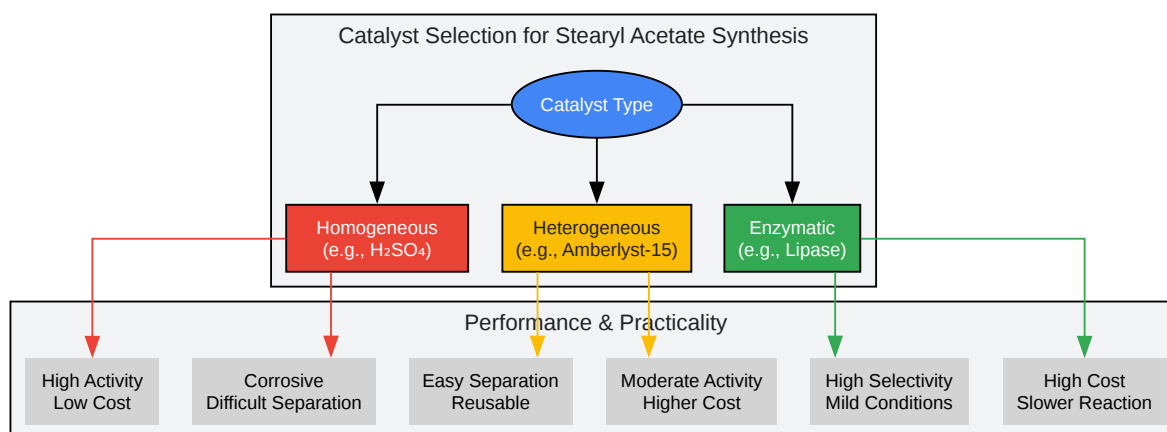 Catalyst Selection for Stearyl Acetate Synthesis
Catalyst Type
Homogeneous
(e.g., H₂SO₄)
Heterogeneous
(e.g., Amberlyst-15)
Enzymatic
(e.g., Lipase)
Performance & Practicality
High Activity
Low Cost
Corrosive
Difficult Separation
Easy Separation
Reusable
Moderate Activity
Higher Cost
High Selectivity
Mild Conditions
High Cost
Slower Reaction